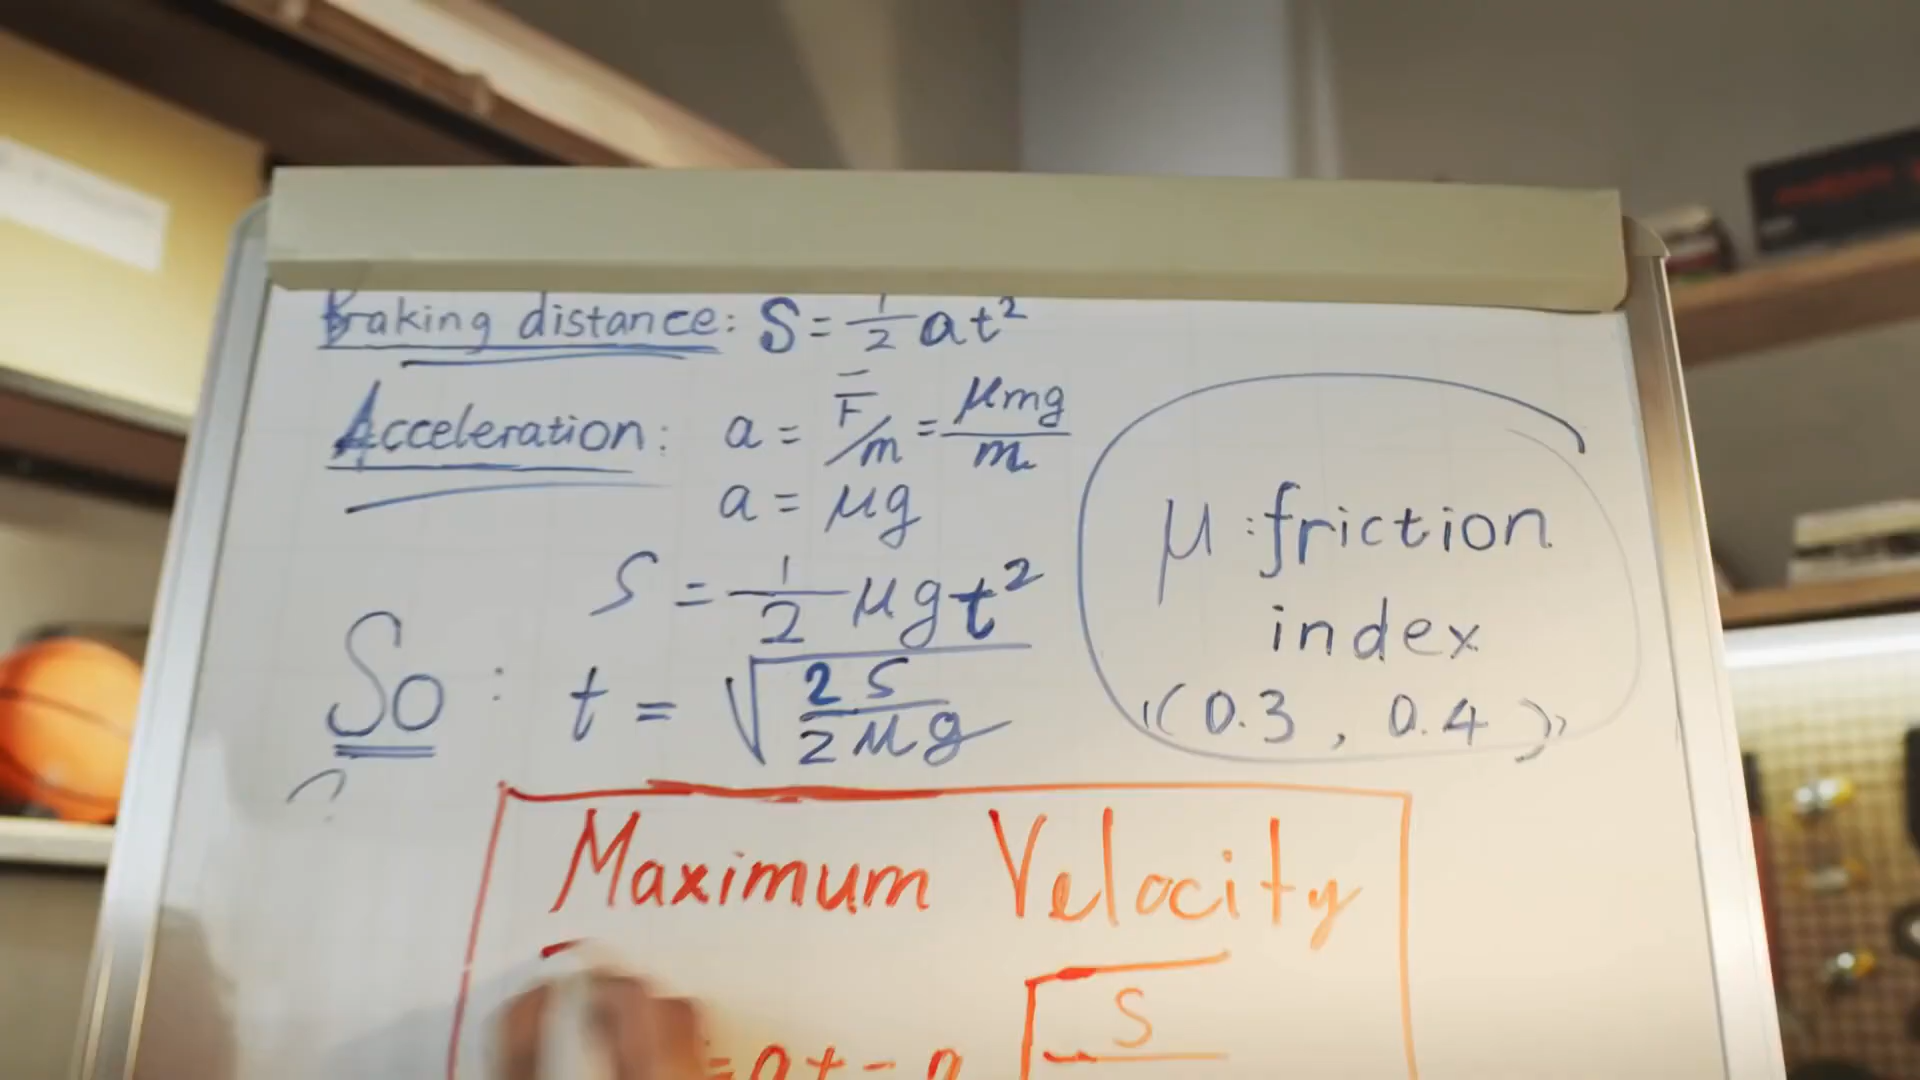 Braking distance: S = 1/2 at²
Acceleration: a = F/m = μmg/m
a = μg
S = 1/2 μgt²
So : t = √(2S/2μg)
μ : friction
index
(0.3 , 0.4)
Maximum Velocity
= at = a √S